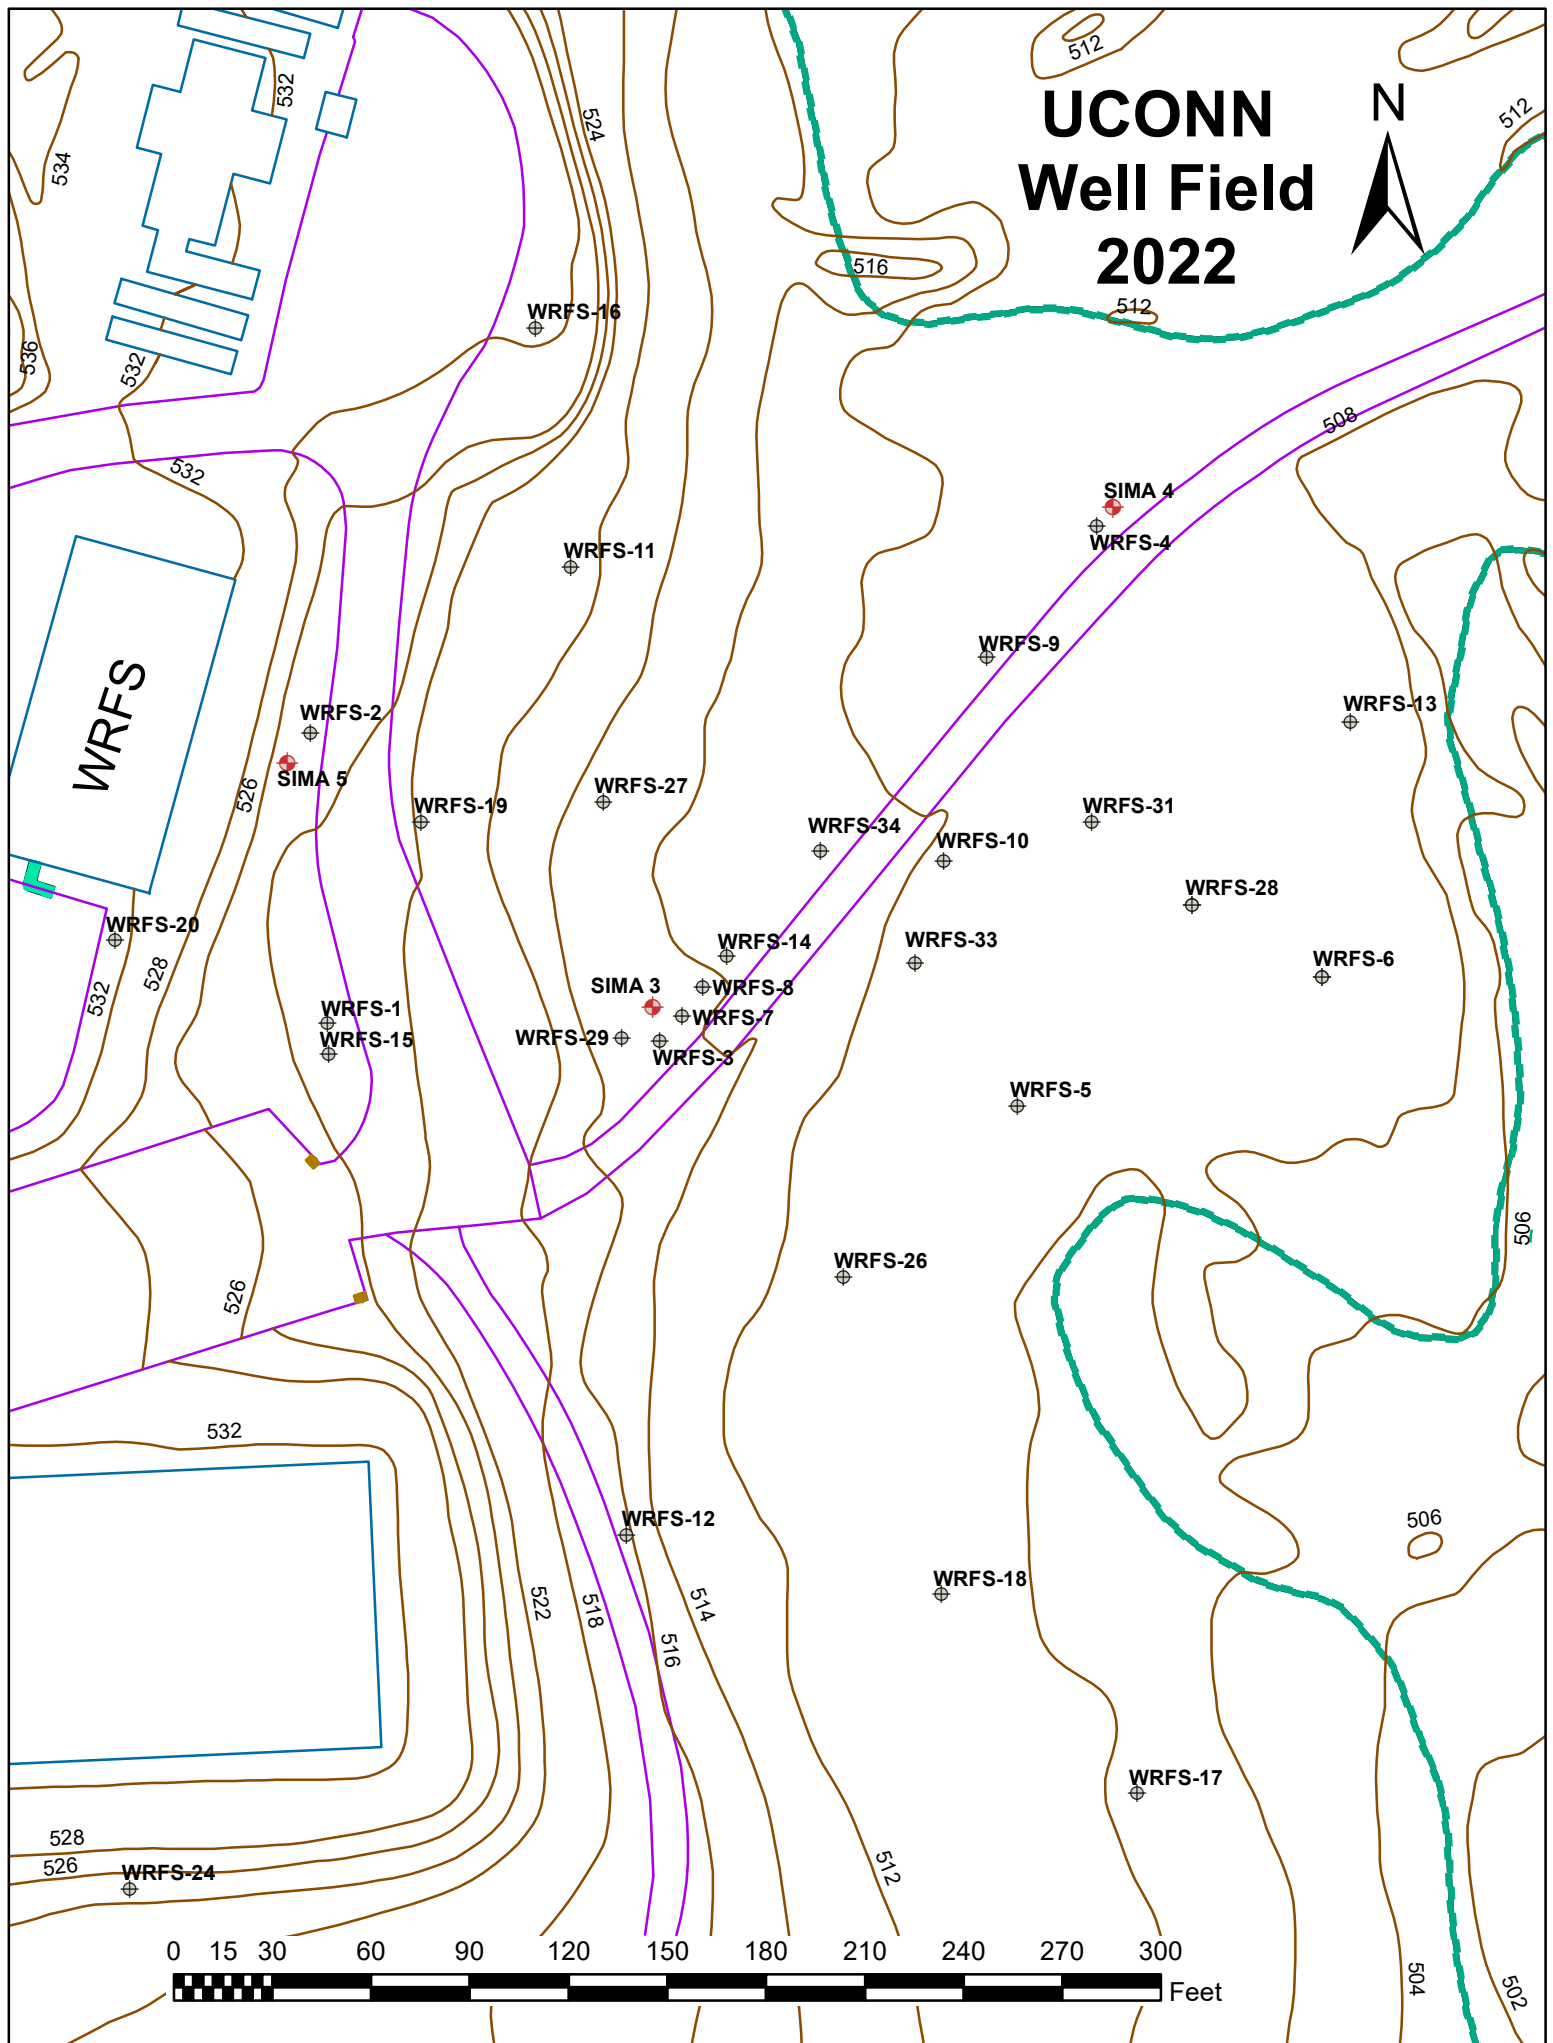 UCONN
Well Field
2022
N
512
512
532
524
534
516
512
536
532
508
WRFS-16
532
SIMA 4
WRFS-4
WRFS-11
WRFS-9
WRFS
WRFS-2
WRFS-13
SIMA 5
526
WRFS-27
WRFS-19
WRFS-31
WRFS-34
WRFS-10
WRFS-28
WRFS-20
WRFS-14
WRFS-33
WRFS-6
528
532
SIMA 3
WRFS-8
WRFS-1
WRFS-7
WRFS-15
WRFS-29
WRFS-3
WRFS-5
506
WRFS-26
526
532
WRFS-12
506
WRFS-18
522
518
514
516
WRFS-17
528
526
WRFS-24
512
0 15 30 60 90 120 150 180 210 240 270 300
Feet
504
502